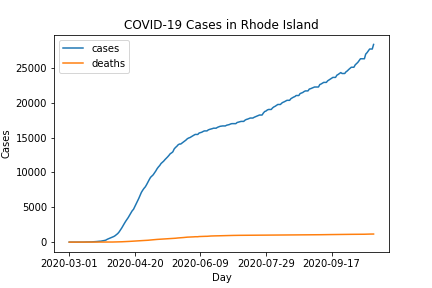 COVID-19 Cases in Rhode Island
cases
deaths
25000
20000
15000
10000
5000
0
Cases
2020-03-01 2020-04-20 2020-06-09 2020-07-29 2020-09-17
Day